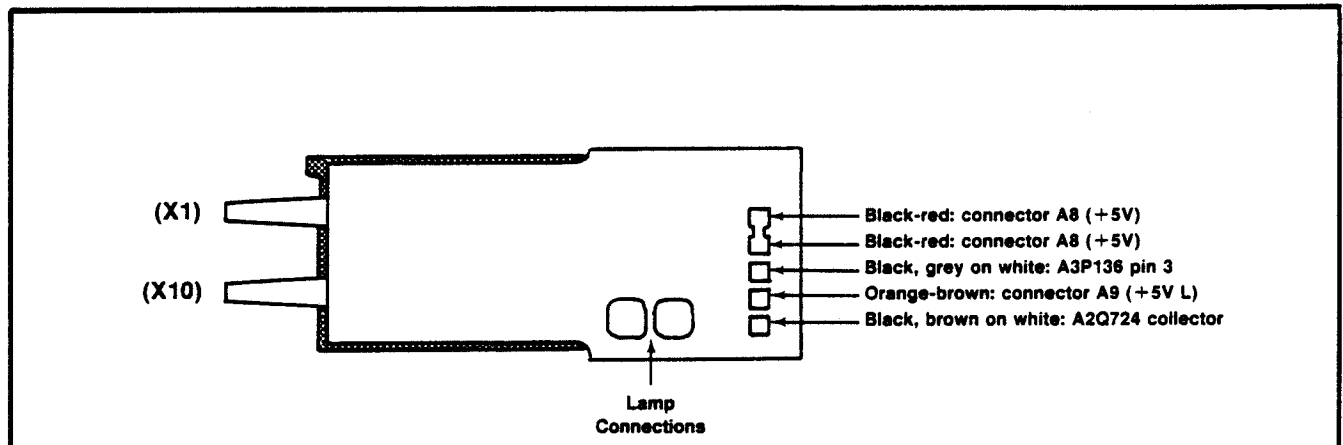 (X1)
(X10)
Black-red: connector A8 (+5V)
Black-red: connector A8 (+5V)
Black, grey on white: A3P136 pin 3
Orange-brown: connector A9 (+5V L)
Black, brown on white: A2Q724 collector
Lamp
Connections